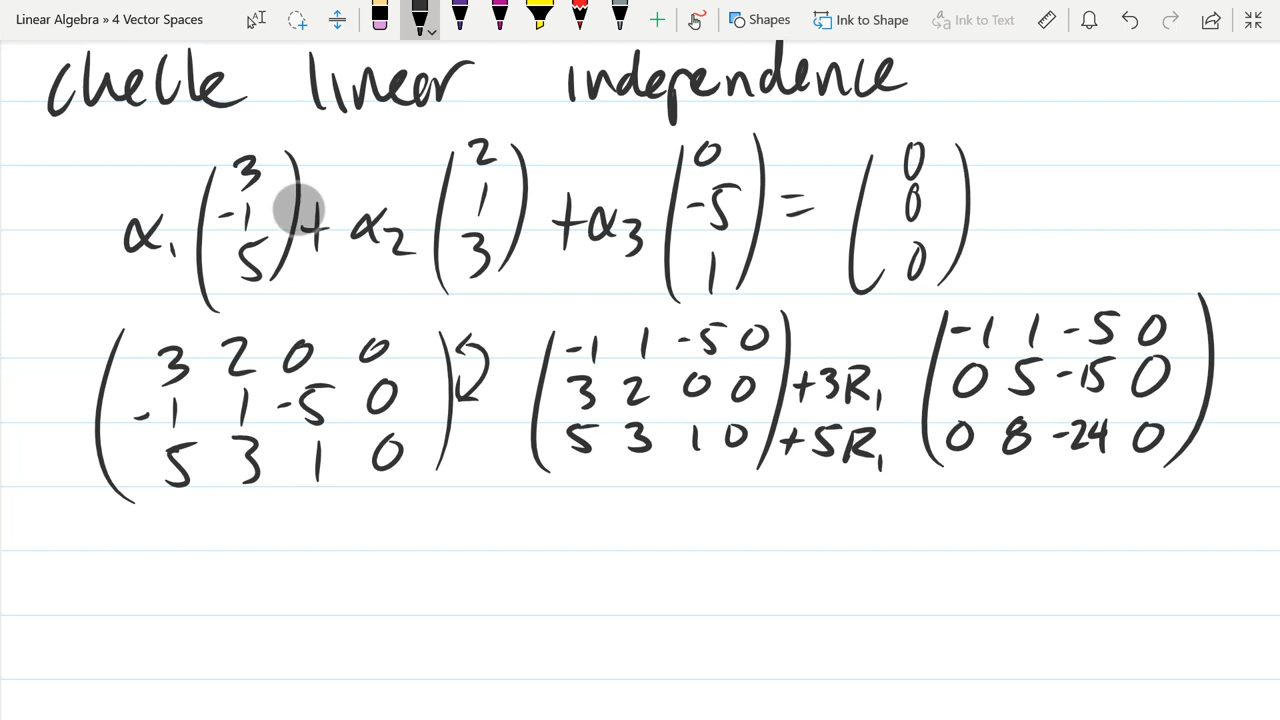 Linear Algebra » 4 Vector Spaces Shapes Ink to Shape Ink to Text
check linear independence
α₁ (3 -1 5) + α₂ (2 1 3) + α₃ (0 -5 1) = (0 0 0)
(3 2 0 0) (-1 1 -5 0) (-1 1 -5 0)
(-1 1 -5 0) (3 2 0 0) +3R₁ (0 5 -15 0)
(5 3 1 0) (5 3 1 0) +5R₁ (0 8 -24 0)